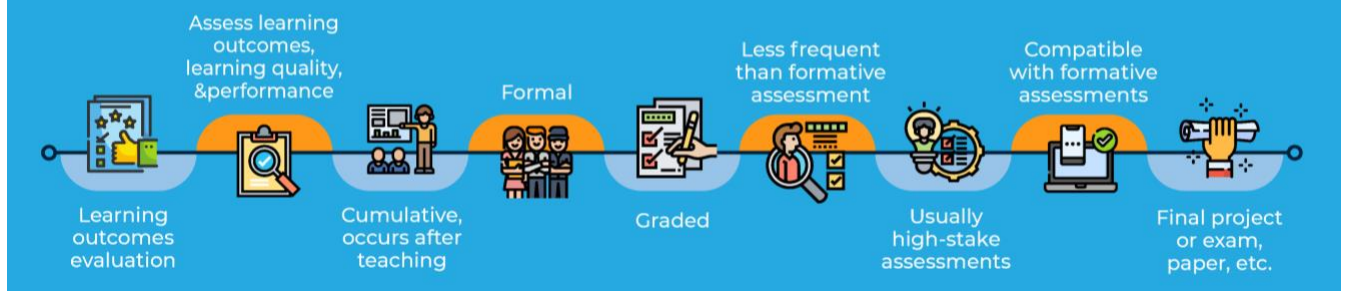 Learning
outcomes
evaluation
Assess learning
outcomes,
learning quality,
&performance
Cumulative,
occurs after
teaching
Formal
Graded
Less frequent
than formative
assessment
Usually
high-stake
assessments
Compatible
with formative
assessments
Final project
or exam,
paper, etc.